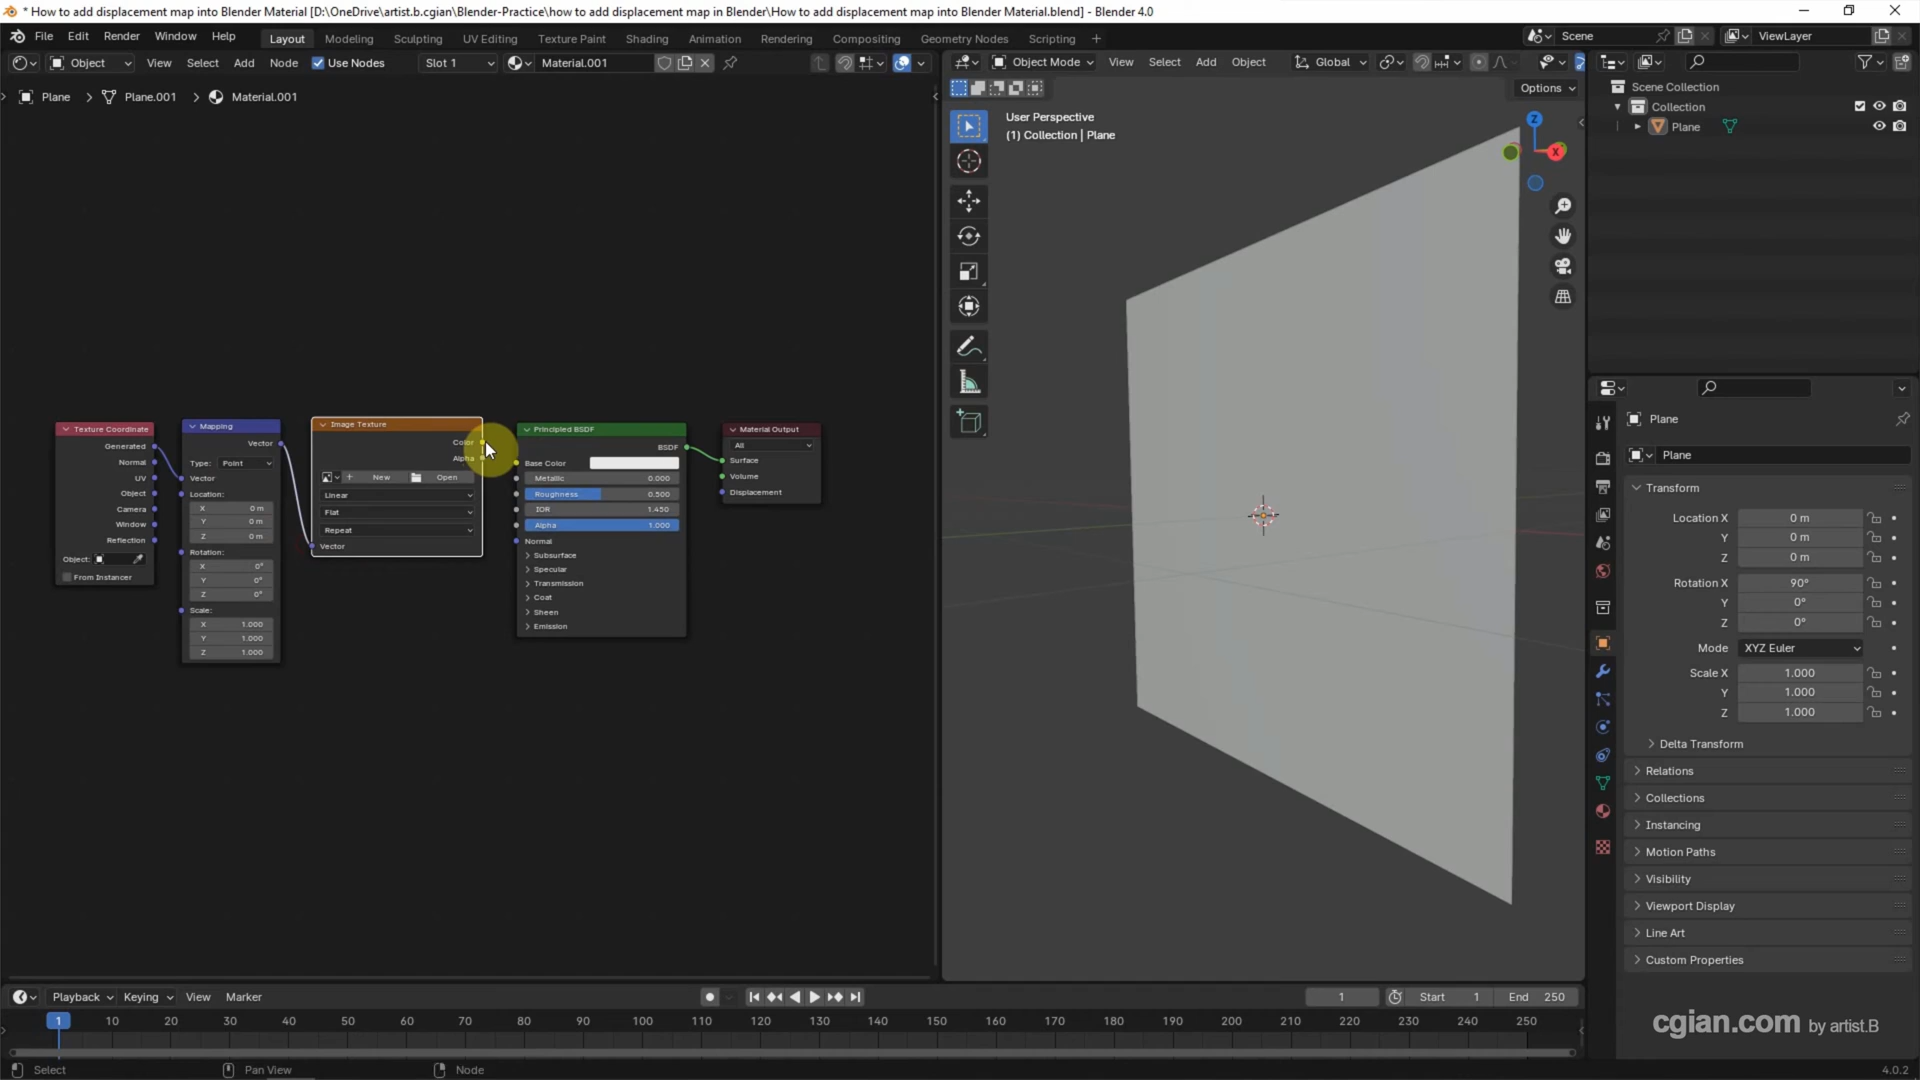 * How to add displacement map into Blender Material [D:\OneDrive\artist.b.cgian\Blender-Practice\how to add displacement map in Blender\How to add displacement map into Blender Material.blend] - Blender 4.0
File Edit Render Window Help Layout Modeling Sculpting UV Editing Texture Paint Shading Animation Rendering Compositing Geometry Nodes Scripting + Scene ViewLayer
Object View Select Add Node Use Nodes Slot 1 Material.001
Object Mode View Select Add Object Global
Options
Plane > Plane.001 > Material.001
User Perspective
(1) Collection | Plane
Z
X
Scene Collection
Collection
Plane
Texture Coordinate
Generated
Normal
UV
Object
Camera
Window
Reflection
Object:
From Instancer
Mapping
Vector
Type: Point
Vector
Location:
X 0 m
Y 0 m
Z 0 m
Rotation:
X 0°
Y 0°
Z 0°
Scale:
X 1.000
Y 1.000
Z 1.000
Image Texture
Color
Alpha
New Open
Linear
Flat
Repeat
Vector
Principled BSDF
BSDF
Base Color
Metallic 0.000
Roughness 0.500
IOR 1.450
Alpha 1.000
Normal
Subsurface
Specular
Transmission
Coat
Sheen
Emission
Material Output
All
Surface
Volume
Displacement
Plane
Plane
Transform
Location X 0 m
Y 0 m
Z 0 m
Rotation X 90°
Y 0°
Z 0°
Mode XYZ Euler
Scale X 1.000
Y 1.000
Z 1.000
Delta Transform
Relations
Collections
Instancing
Motion Paths
Visibility
Viewport Display
Line Art
Custom Properties
Playback Keying View Marker 1 Start 1 End 250
1 10 20 30 40 50 60 70 80 90 100 110 120 130 140 150 160 170 180 190 200 210 220 230 240 250
cgian.com by artist.B
Select Pan View Node 4.0.2